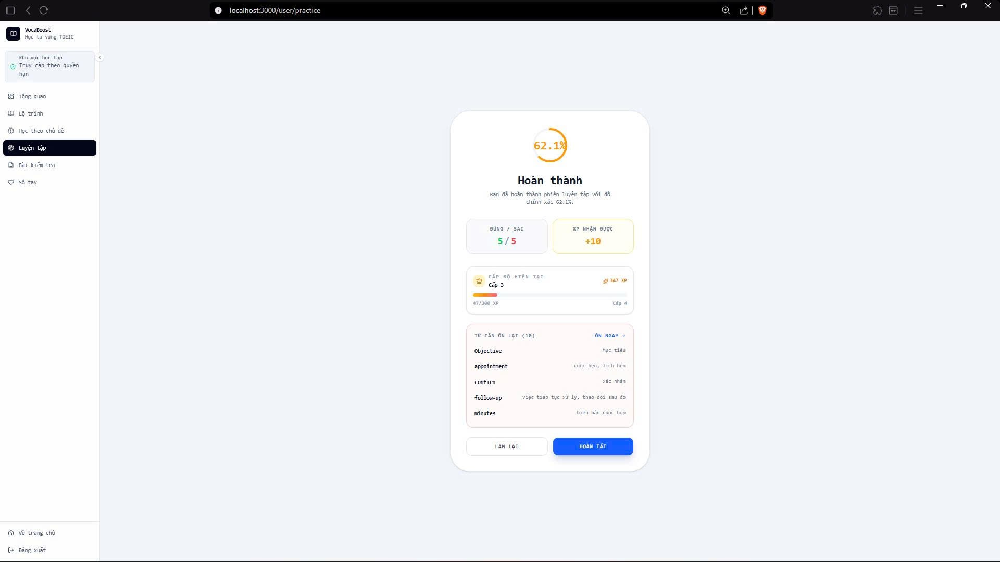 localhost:3000/user/practice
VocaBoost
Học từ vựng TOEIC
Khu vực học tập
Truy cập theo quyền
hạn
Tổng quan
Lộ trình
Học theo chủ đề
Luyện tập
Bài kiểm tra
Sổ tay
Về trang chủ
Đăng xuất
62.1%
Hoàn thành
Bạn đã hoàn thành phiên luyện tập với độ
chính xác 62.1%.
ĐÚNG / SAI
5 / 5
XP NHẬN ĐƯỢC
+10
CẤP ĐỘ HIỆN TẠI
Cấp 3
347 XP
47/300 XP
Cấp 4
TỪ CẦN ÔN LẠI (10)
ÔN NGAY →
Objective
Mục tiêu
appointment
cuộc hẹn, lịch hẹn
confirm
xác nhận
follow-up
việc tiếp tục xử lý, theo dõi sau đó
minutes
biên bản cuộc họp
LÀM LẠI
HOÀN TẤT